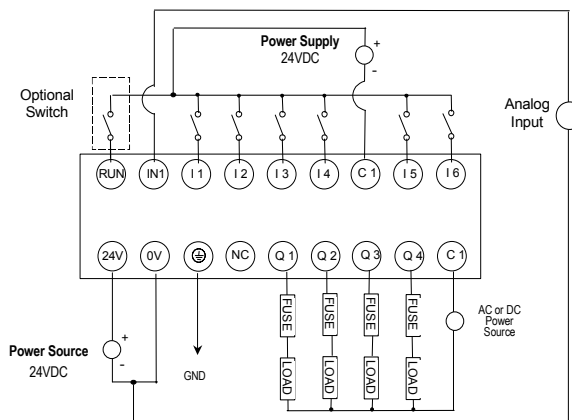 Power Supply
24VDC
+
-
Optional
Switch
Analog
Input
RUN IN1 I 1 I 2 I 3 I 4 C 1 I 5 I 6
24V 0V NC Q 1 Q 2 Q 3 Q 4 C 1
FUSE FUSE FUSE FUSE
LOAD LOAD LOAD LOAD
AC or DC
Power
Source
+
-
Power Source
24VDC
GND